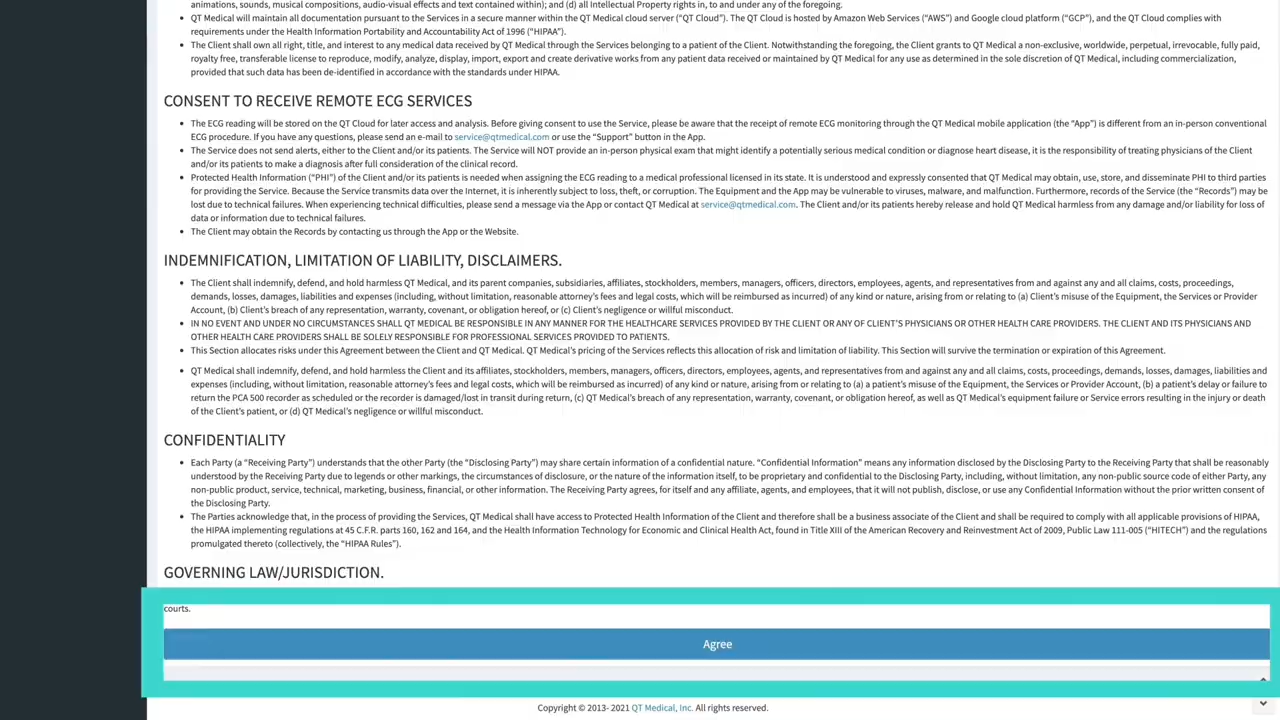 animations, sounds, musical compositions, audio-visual effects and text contained within); and (d) all Intellectual Property rights in, to and under any of the foregoing.
QT Medical will maintain all documentation pursuant to the Services in a secure manner within the QT Medical cloud server (“QT Cloud”). The QT Cloud is hosted by Amazon Web Services (“AWS”) and Google cloud platform (“GCP”), and the QT Cloud complies with
requirements under the Health Information Portability and Accountability Act of 1996 (“HIPAA”).
The Client shall own all right, title, and interest to any medical data received by QT Medical through the Services belonging to a patient of the Client. Notwithstanding the foregoing, the Client grants to QT Medical a non-exclusive, worldwide, perpetual, irrevocable, fully paid,
royalty free, transferable license to reproduce, modify, analyze, display, import, export and create derivative works from any patient data received or maintained by QT Medical for any use as determined in the sole discretion of QT Medical, including commercialization,
provided that such data has been de-identified in accordance with the standards under HIPAA.
CONSENT TO RECEIVE REMOTE ECG SERVICES
The ECG reading will be stored on the QT Cloud for later access and analysis. Before giving consent to use the Service, please be aware that the receipt of remote ECG monitoring through the QT Medical mobile application (the “App”) is different from an in-person conventional
ECG procedure. If you have any questions, please send an e-mail to service@qtmedical.com or use the “Support” button in the App.
The Service does not send alerts, either to the Client and/or its patients. The Service will NOT provide an in-person physical exam that might identify a potentially serious medical condition or diagnose heart disease, it is the responsibility of treating physicians of the Client
and/or its patients to make a diagnosis after full consideration of the clinical record.
Protected Health Information (“PHI”) of the Client and/or its patients is needed when assigning the ECG reading to a medical professional licensed in its state. It is understood and expressly consented that QT Medical may obtain, use, store, and disseminate PHI to third parties
for providing the Service. Because the Service transmits data over the Internet, it is inherently subject to loss, theft, or corruption. The Equipment and the App may be vulnerable to viruses, malware, and malfunction. Furthermore, records of the Service (the “Records”) may be
lost due to technical failures. When experiencing technical difficulties, please send a message via the App or contact QT Medical at service@qtmedical.com. The Client and/or its patients hereby release and hold QT Medical harmless from any damage and/or liability for loss of
data or information due to technical failures.
The Client may obtain the Records by contacting us through the App or the Website.
INDEMNIFICATION, LIMITATION OF LIABILITY, DISCLAIMERS.
The Client shall indemnify, defend, and hold harmless QT Medical, and its parent companies, subsidiaries, affiliates, stockholders, members, managers, officers, directors, employees, agents, and representatives from and against any and all claims, costs, proceedings,
demands, losses, damages, liabilities and expenses (including, without limitation, reasonable attorney’s fees and legal costs, which will be reimbursed as incurred) of any kind or nature, arising from or relating to (a) Client’s misuse of the Equipment, the Services or Provider
Account, (b) Client’s breach of any representation, warranty, covenant, or obligation hereof, or (c) Client’s negligence or willful misconduct.
IN NO EVENT AND UNDER NO CIRCUMSTANCES SHALL QT MEDICAL BE RESPONSIBLE IN ANY MANNER FOR THE HEALTHCARE SERVICES PROVIDED BY THE CLIENT OR ANY OF CLIENT’S PHYSICIANS OR OTHER HEALTH CARE PROVIDERS. THE CLIENT AND ITS PHYSICIANS AND
OTHER HEALTH CARE PROVIDERS SHALL BE SOLELY RESPONSIBLE FOR PROFESSIONAL SERVICES PROVIDED TO PATIENTS.
This Section allocates risks under this Agreement between the Client and QT Medical. QT Medical’s pricing of the Services reflects this allocation of risk and limitation of liability. This Section will survive the termination or expiration of this Agreement.
QT Medical shall indemnify, defend, and hold harmless the Client and its affiliates, stockholders, members, managers, officers, directors, employees, agents, and representatives from and against any and all claims, costs, proceedings, demands, losses, damages, liabilities and
expenses (including, without limitation, reasonable attorney’s fees and legal costs, which will be reimbursed as incurred) of any kind or nature, arising from or relating to (a) a patient’s misuse of the Equipment, the Services or Provider Account, (b) a patient’s delay or failure to
return the PCA 500 recorder as scheduled or the recorder is damaged/lost in transit during return, (c) QT Medical’s breach of any representation, warranty, covenant, or obligation hereof, as well as QT Medical’s equipment failure or Service errors resulting in the injury or death
of the Client’s patient, or (d) QT Medical’s negligence or willful misconduct.
CONFIDENTIALITY
Each Party (a “Receiving Party”) understands that the other Party (the “Disclosing Party”) may share certain information of a confidential nature. “Confidential Information” means any information disclosed by the Disclosing Party to the Receiving Party that shall be reasonably
understood by the Receiving Party due to legends or other markings, the circumstances of disclosure, or the nature of the information itself, to be proprietary and confidential to the Disclosing Party, including, without limitation, any non-public source code of either Party, any
non-public product, service, technical, marketing, business, financial, or other information. The Receiving Party agrees, for itself and any affiliate, agents, and employees, that it will not publish, disclose, or use any Confidential Information without the prior written consent of
the Disclosing Party.
The Parties acknowledge that, in the process of providing the Services, QT Medical shall have access to Protected Health Information of the Client and therefore shall be a business associate of the Client and shall be required to comply with all applicable provisions of HIPAA,
the HIPAA implementing regulations at 45 C.F.R. parts 160, 162 and 164, and the Health Information Technology for Economic and Clinical Health Act, found in Title XIII of the American Recovery and Reinvestment Act of 2009, Public Law 111-005 (“HITECH”) and the regulations
promulgated thereto (collectively, the “HIPAA Rules”).
GOVERNING LAW/JURISDICTION.
courts.
Agree
Copyright © 2013- 2021 QT Medical, Inc. All rights reserved.